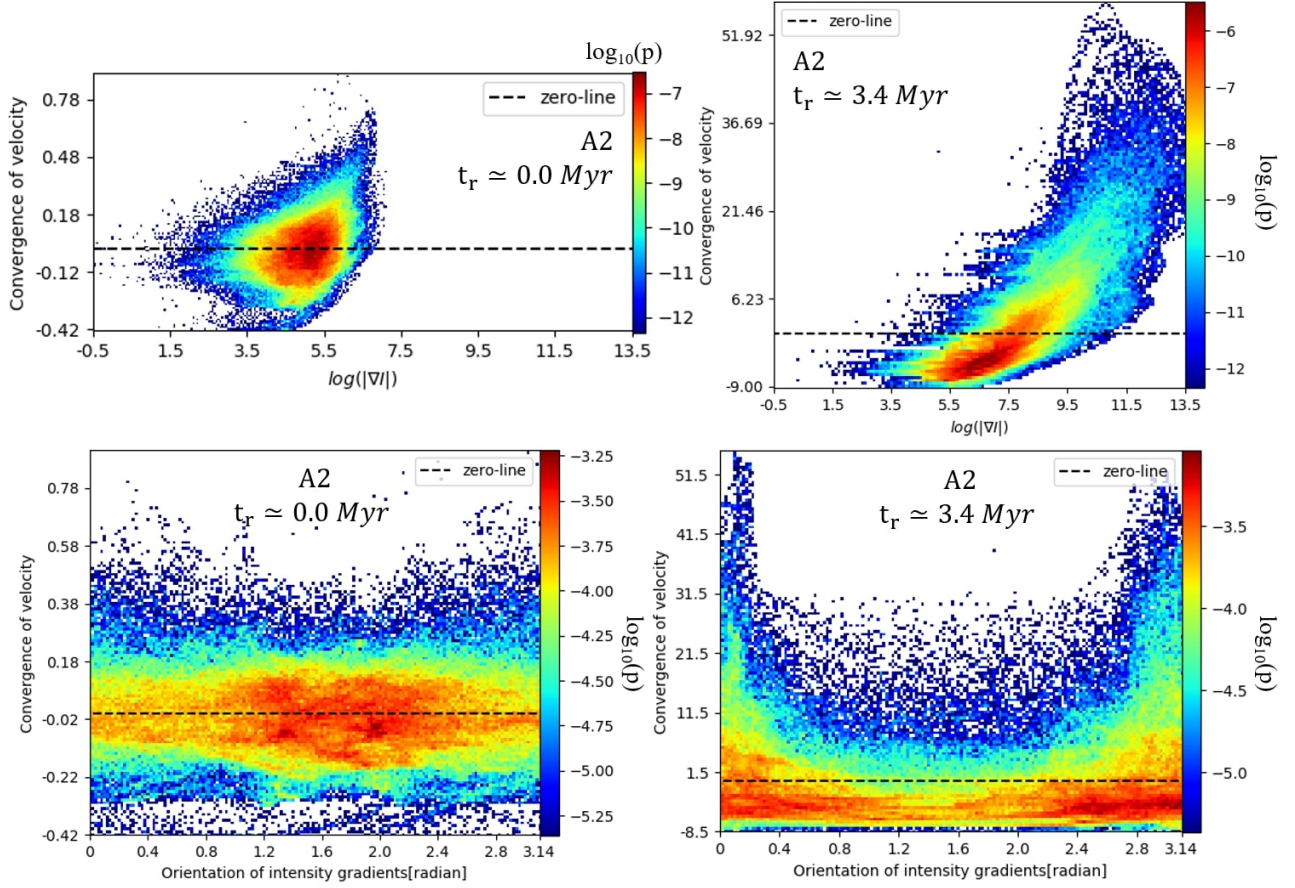 log₁₀(p)
Convergence of velocity
0.78
0.48
0.18
-0.12
-0.42
zero-line
A2
tᵣ ≃ 0.0 Myr
-7
-8
-9
-10
-11
-12
-0.5 1.5 3.5 5.5 7.5 9.5 11.5 13.5
log(|∇I|)
Convergence of velocity
51.92
36.69
21.46
6.23
-9.00
zero-line
A2
tᵣ ≃ 3.4 Myr
-6
-7
-8
-9
-10
-11
-12
log₁₀(p)
-0.5 1.5 3.5 5.5 7.5 9.5 11.5 13.5
log(|∇I|)
Convergence of velocity
0.78
0.58
0.38
0.18
-0.02
-0.22
-0.42
zero-line
A2
tᵣ ≃ 0.0 Myr
-3.25
-3.50
-3.75
-4.00
-4.25
-4.50
-4.75
-5.00
-5.25
log₁₀(p)
0 0.4 0.8 1.2 1.6 2.0 2.4 2.8 3.14
Orientation of intensity gradients[radian]
Convergence of velocity
51.5
41.5
31.5
21.5
11.5
1.5
-8.5
zero-line
A2
tᵣ ≃ 3.4 Myr
-3.5
-4.0
-4.5
-5.0
log₁₀(p)
0 0.4 0.8 1.2 1.6 2.0 2.4 2.8 3.14
Orientation of intensity gradients[radian]